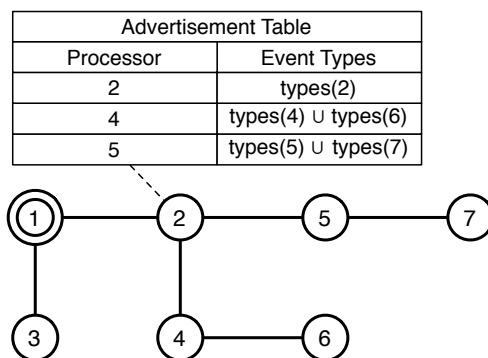 Advertisement Table
Processor Event Types
2 types(2)
4 types(4) ∪ types(6)
5 types(5) ∪ types(7)
1 2 5 7
3 4 6